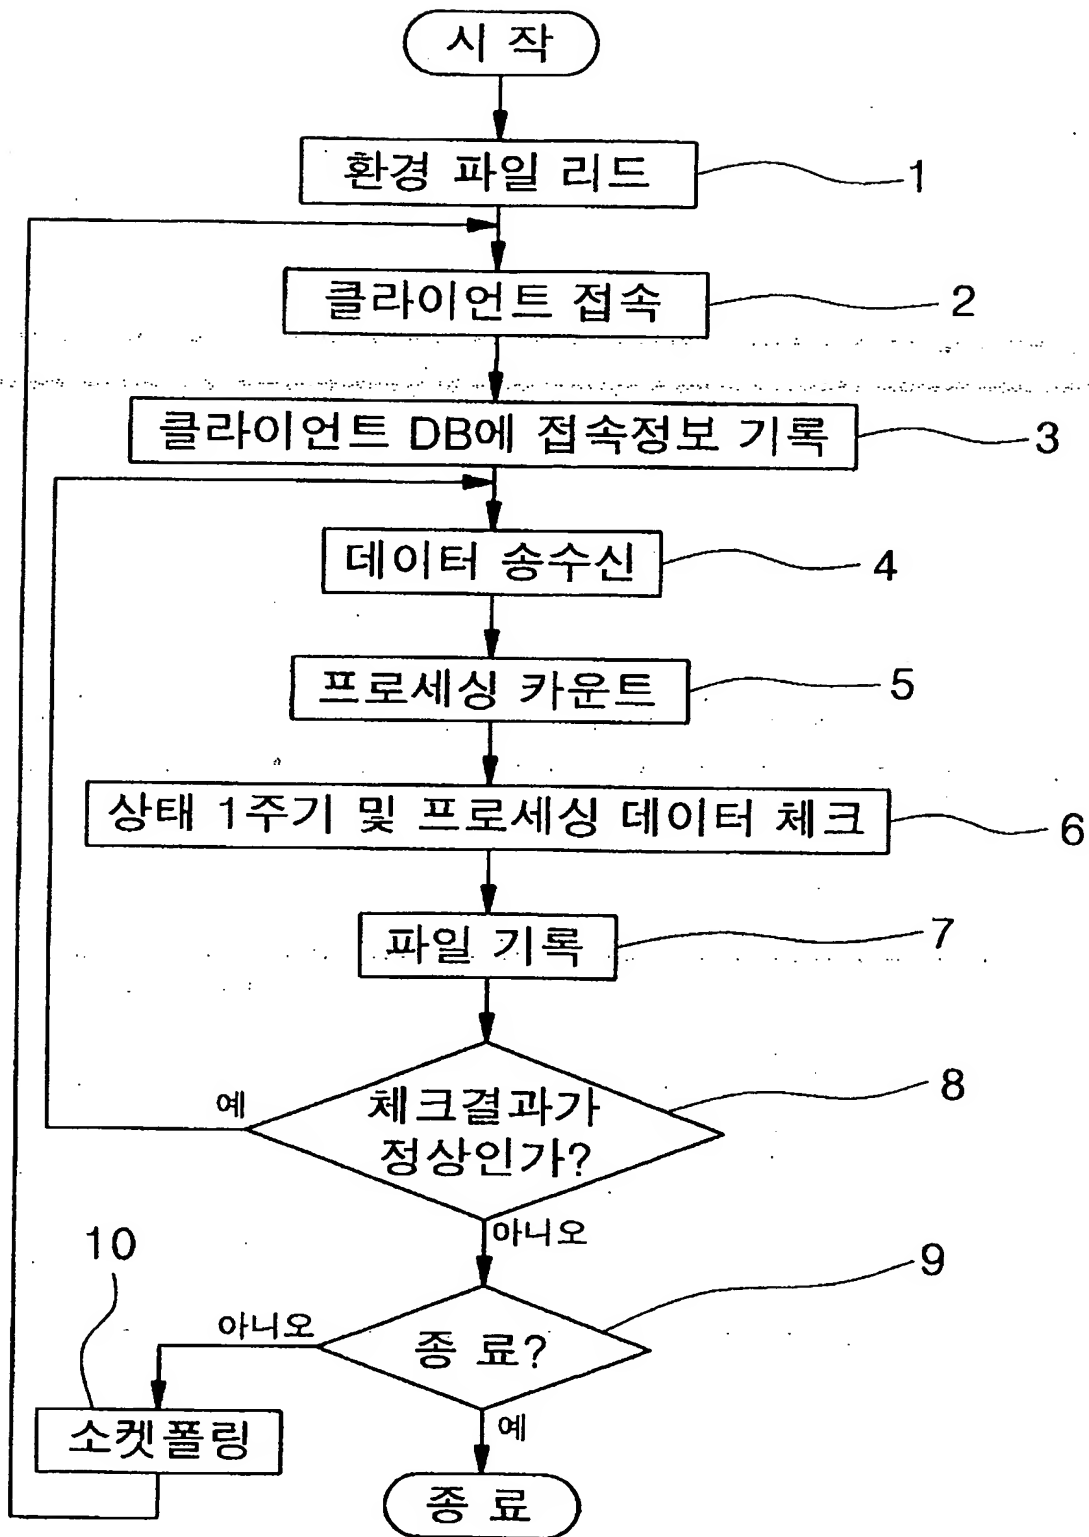 시 작
환경 파일 리드
1
클라이언트 접속
2
클라이언트 DB에 접속정보 기록
3
데이터 송수신
4
프로세싱 카운트
5
상태 1주기 및 프로세싱 데이터 체크
6
파일 기록
7
체크결과가
정상인가?
8
예
아니오
종 료?
9
아니오
10
소켓폴링
예
종 료